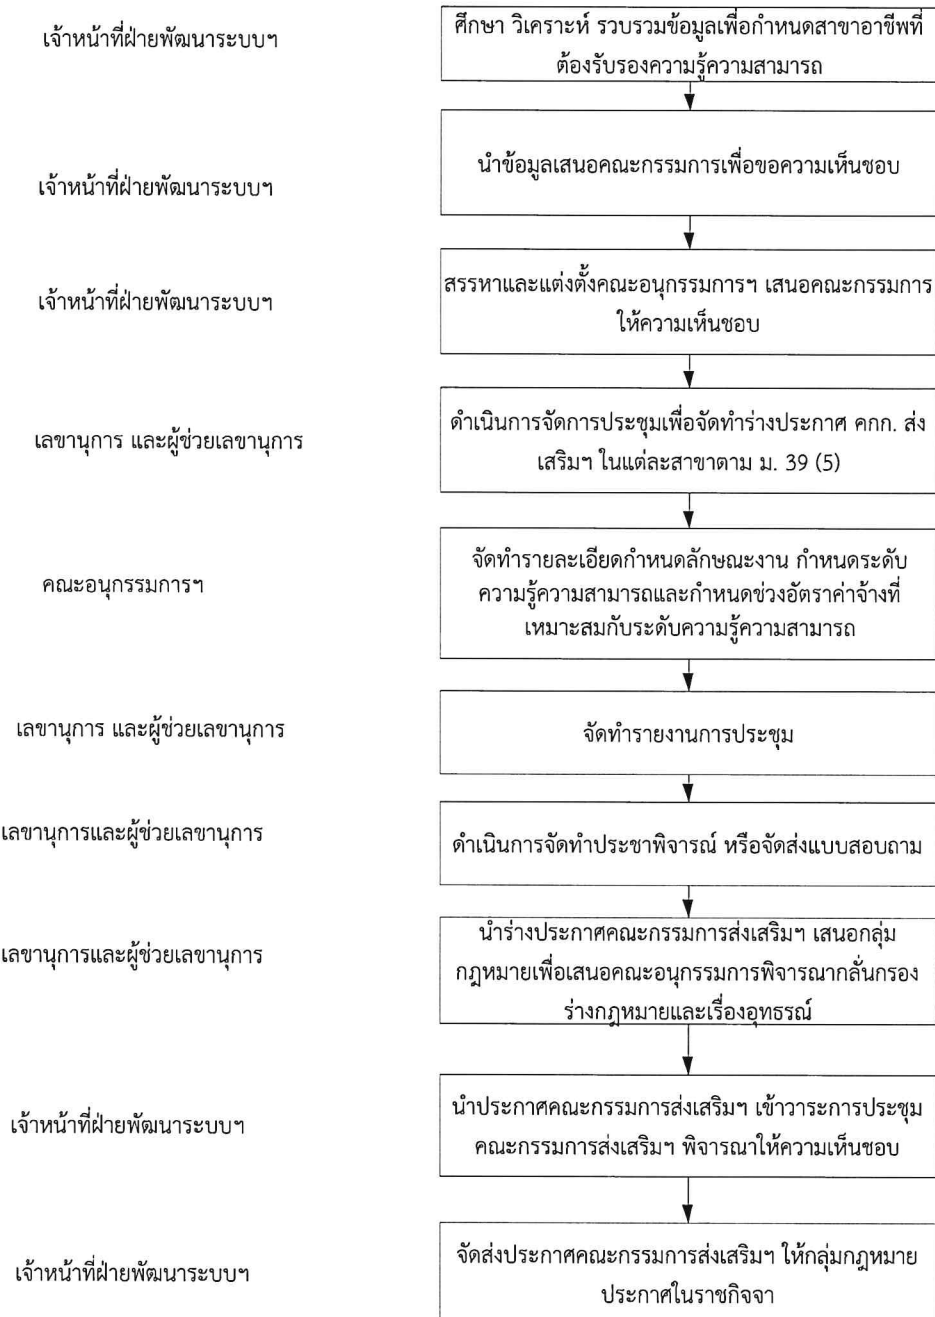 เจ้าหน้าที่ฝ่ายพัฒนาระบบฯ
ศึกษา วิเคราะห์ รวบรวมข้อมูลเพื่อกำหนดสาขาอาชีพที่
ต้องรับรองความรู้ความสามารถ
เจ้าหน้าที่ฝ่ายพัฒนาระบบฯ
นำข้อมูลเสนอคณะกรรมการเพื่อขอความเห็นชอบ
เจ้าหน้าที่ฝ่ายพัฒนาระบบฯ
สรรหาและแต่งตั้งคณะอนุกรรมการฯ เสนอคณะกรรมการ
ให้ความเห็นชอบ
เลขานุการ และผู้ช่วยเลขานุการ
ดำเนินการจัดการประชุมเพื่อจัดทำร่างประกาศ คกก. ส่ง
เสริมฯ ในแต่ละสาขาตาม ม. 39 (5)
คณะอนุกรรมการฯ
จัดทำรายละเอียดกำหนดลักษณะงาน กำหนดระดับ
ความรู้ความสามารถและกำหนดช่วงอัตราค่าจ้างที่
เหมาะสมกับระดับความรู้ความสามารถ
เลขานุการ และผู้ช่วยเลขานุการ
จัดทำรายงานการประชุม
เลขานุการและผู้ช่วยเลขานุการ
ดำเนินการจัดทำประชาพิจารณ์ หรือจัดส่งแบบสอบถาม
เลขานุการและผู้ช่วยเลขานุการ
นำร่างประกาศคณะกรรมการส่งเสริมฯ เสนอกลุ่ม
กฎหมายเพื่อเสนอคณะอนุกรรมการพิจารณากลั่นกรอง
ร่างกฎหมายและเรื่องอุทธรณ์
เจ้าหน้าที่ฝ่ายพัฒนาระบบฯ
นำประกาศคณะกรรมการส่งเสริมฯ เข้าวาระการประชุม
คณะกรรมการส่งเสริมฯ พิจารณาให้ความเห็นชอบ
เจ้าหน้าที่ฝ่ายพัฒนาระบบฯ
จัดส่งประกาศคณะกรรมการส่งเสริมฯ ให้กลุ่มกฎหมาย
ประกาศในราชกิจจา